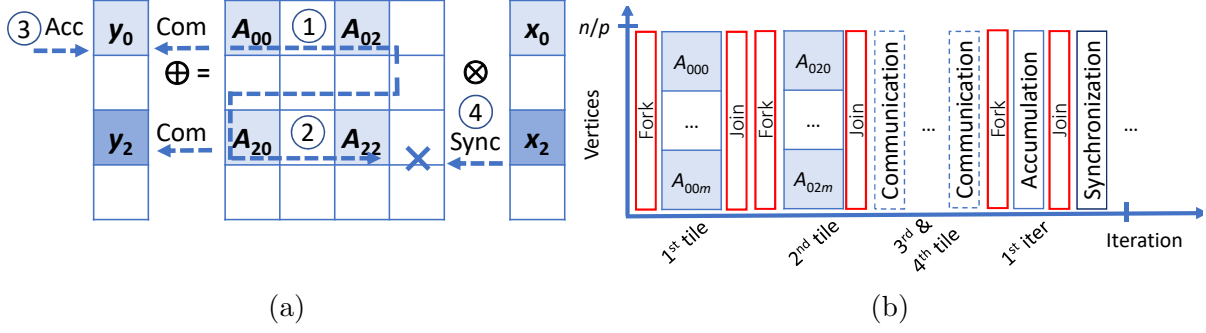 ③ Acc y₀ Com A₀₀ ① A₀₂ x₀
⊕ = ⊗
y₂ Com A₂₀ ② A₂₂ ④ Sync x₂
(a)
n/p
Vertices
Fork
A₀₀₀
...
A₀₀ₘ
Join
Fork
A₀₂₀
...
A₀₂ₘ
Join
Communication
...
Communication
Fork
Accumulation
Join
Synchronization
...
1st tile
2nd tile
3rd &
4th tile
1st iter
Iteration
(b)